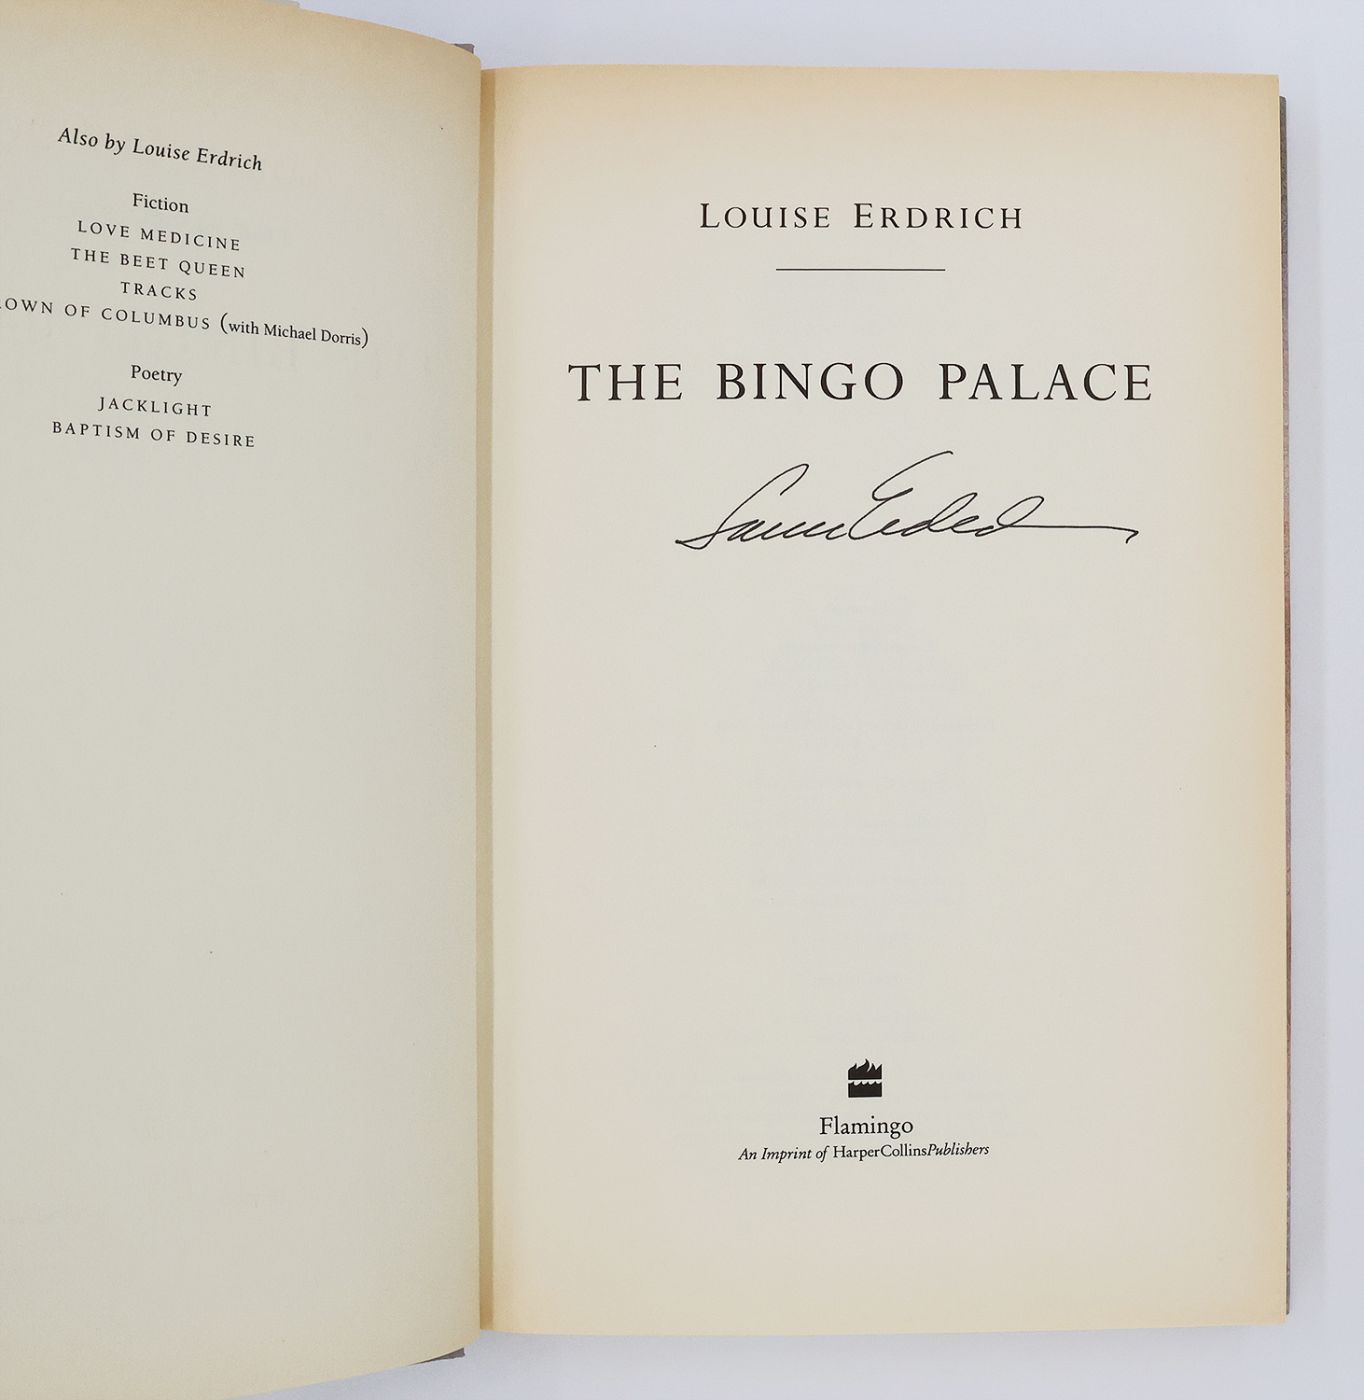 Also by Louise Erdrich
Fiction
LOVE MEDICINE
THE BEET QUEEN
TRACKS
OWN OF COLUMBUS (with Michael Dorris)
Poetry
JACKLIGHT
BAPTISM OF DESIRE
LOUISE ERDRICH
THE BINGO PALACE
Flamingo
An Imprint of HarperCollinsPublishers